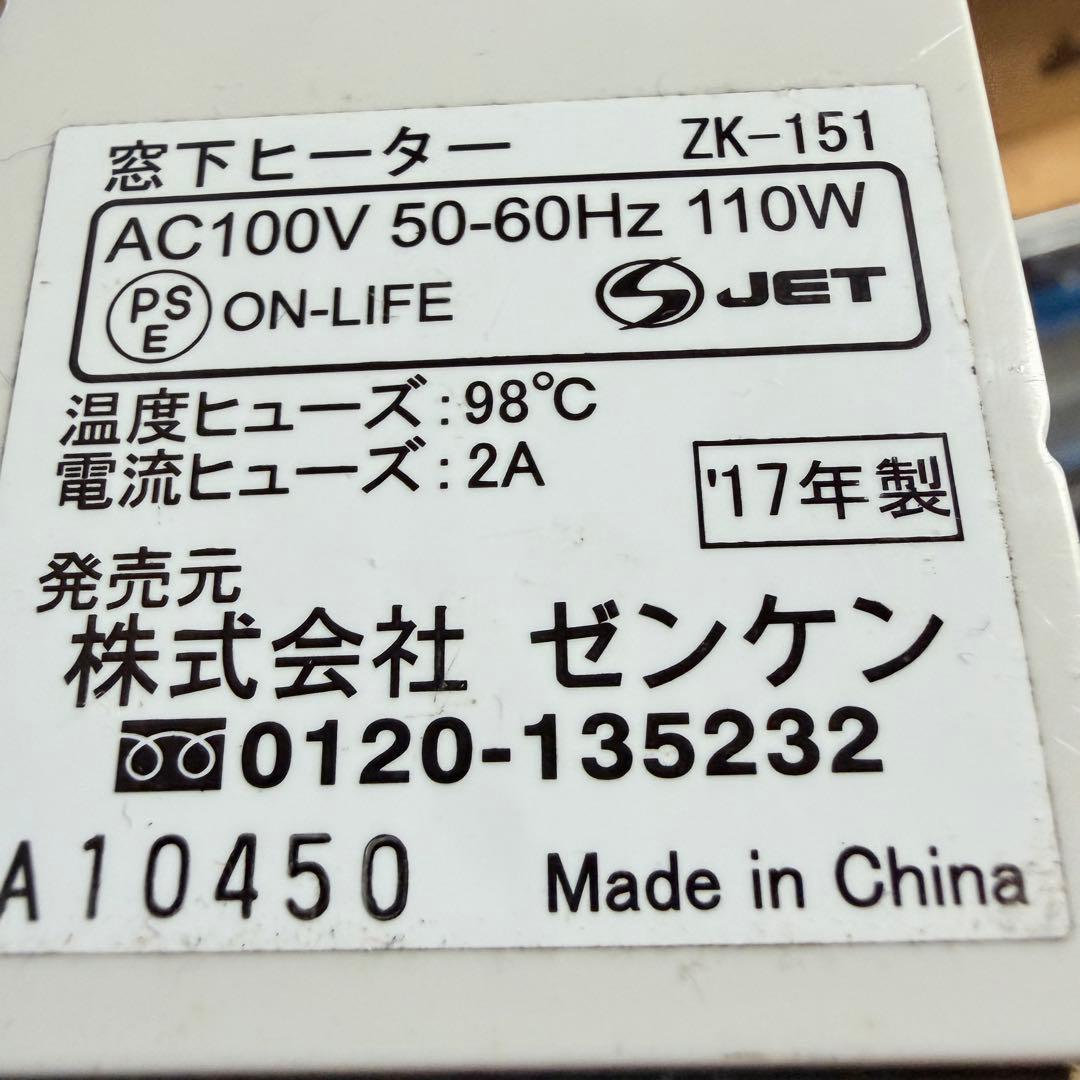 窓下ヒーター ZK-151
AC100V 50-60Hz 110W
PSE ON-LIFE JET
温度ヒューズ:98℃
電流ヒューズ:2A
'17年製
発売元
株式会社 ゼンケン
0120-135232
A10450 Made in China